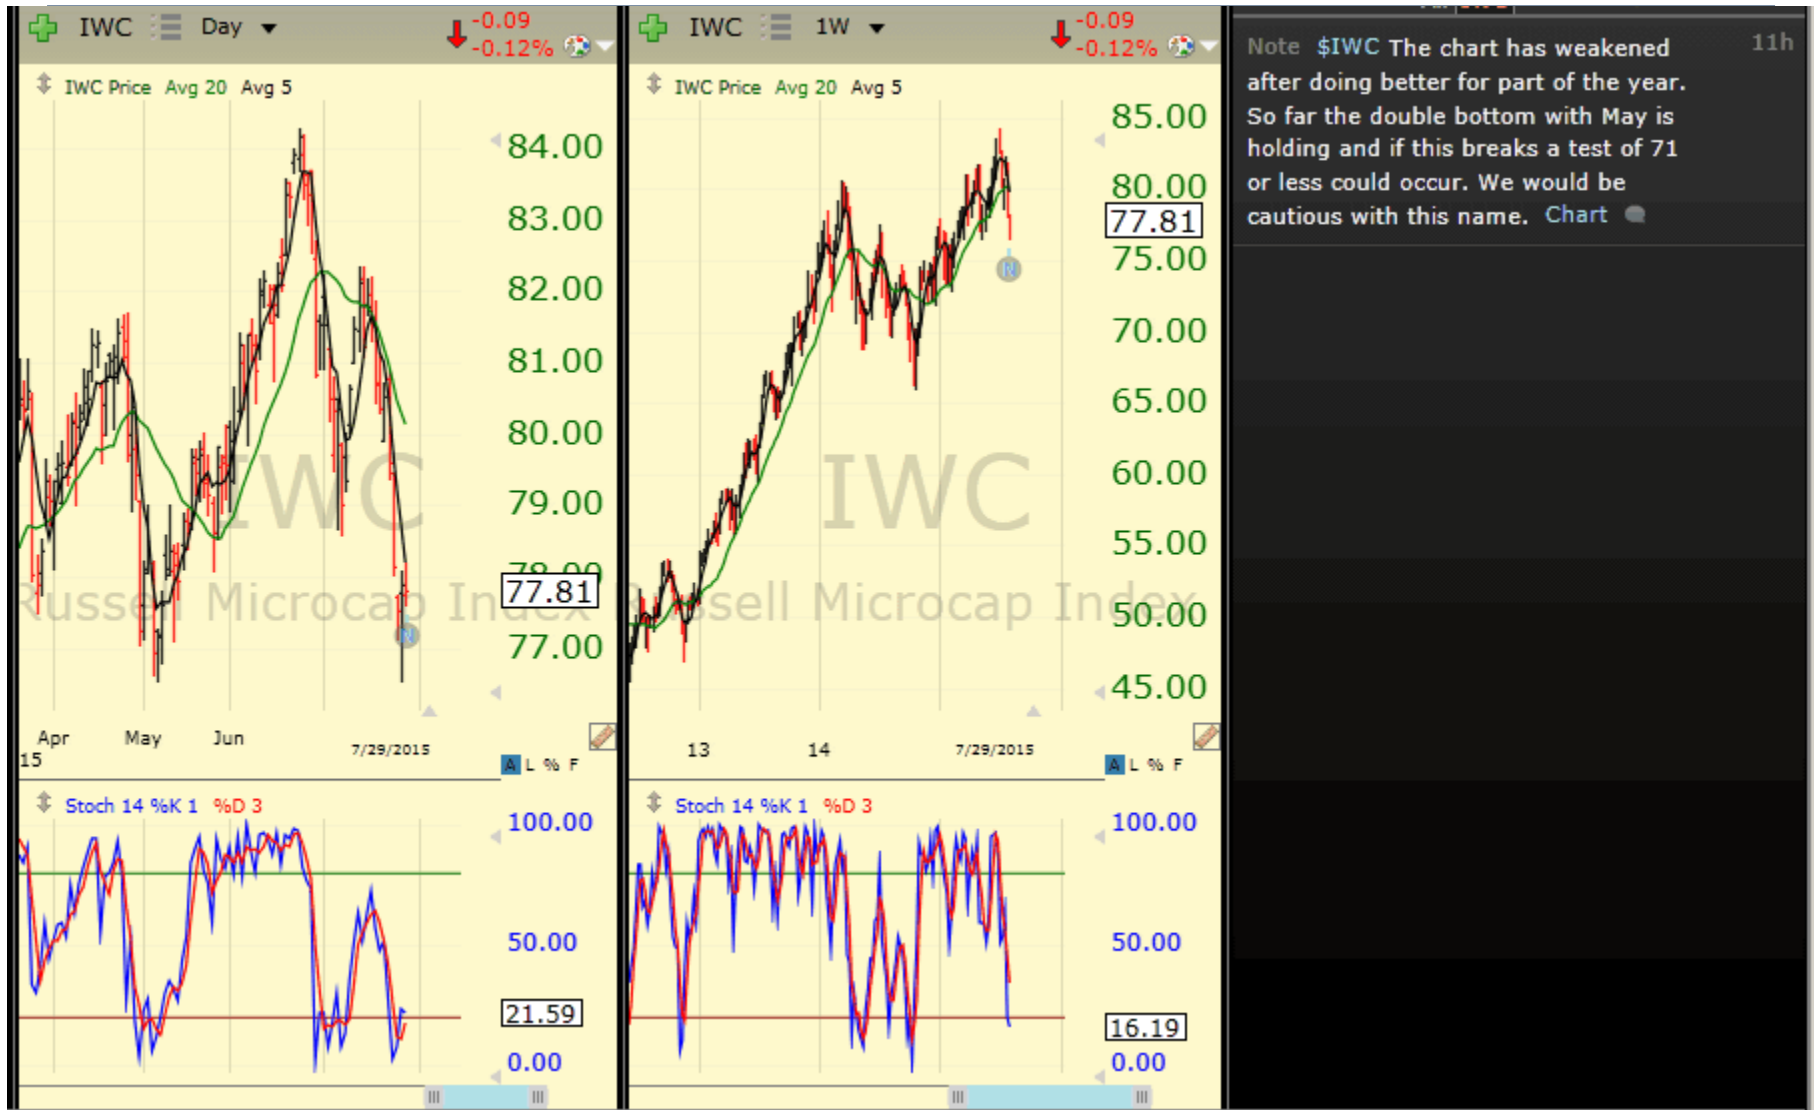 IWC Day -0.09
-0.12%
IWC Price Avg 20 Avg 5
84.00
83.00
82.00
81.00
80.00
79.00
78.00
77.81
77.00
IWC
Russell Microcap Index
Apr May Jun 7/29/2015
15
A L % F
Stoch 14 %K 1 %D 3
100.00
50.00
21.59
0.00
IWC 1W -0.09
-0.12%
IWC Price Avg 20 Avg 5
85.00
80.00
77.81
75.00
70.00
65.00
60.00
55.00
50.00
45.00
IWC
Russell Microcap Index
N
N
13 14 7/29/2015
A L % F
Stoch 14 %K 1 %D 3
100.00
50.00
16.19
0.00
Note $IWC The chart has weakened 11h
after doing better for part of the year.
So far the double bottom with May is
holding and if this breaks a test of 71
or less could occur. We would be
cautious with this name. Chart